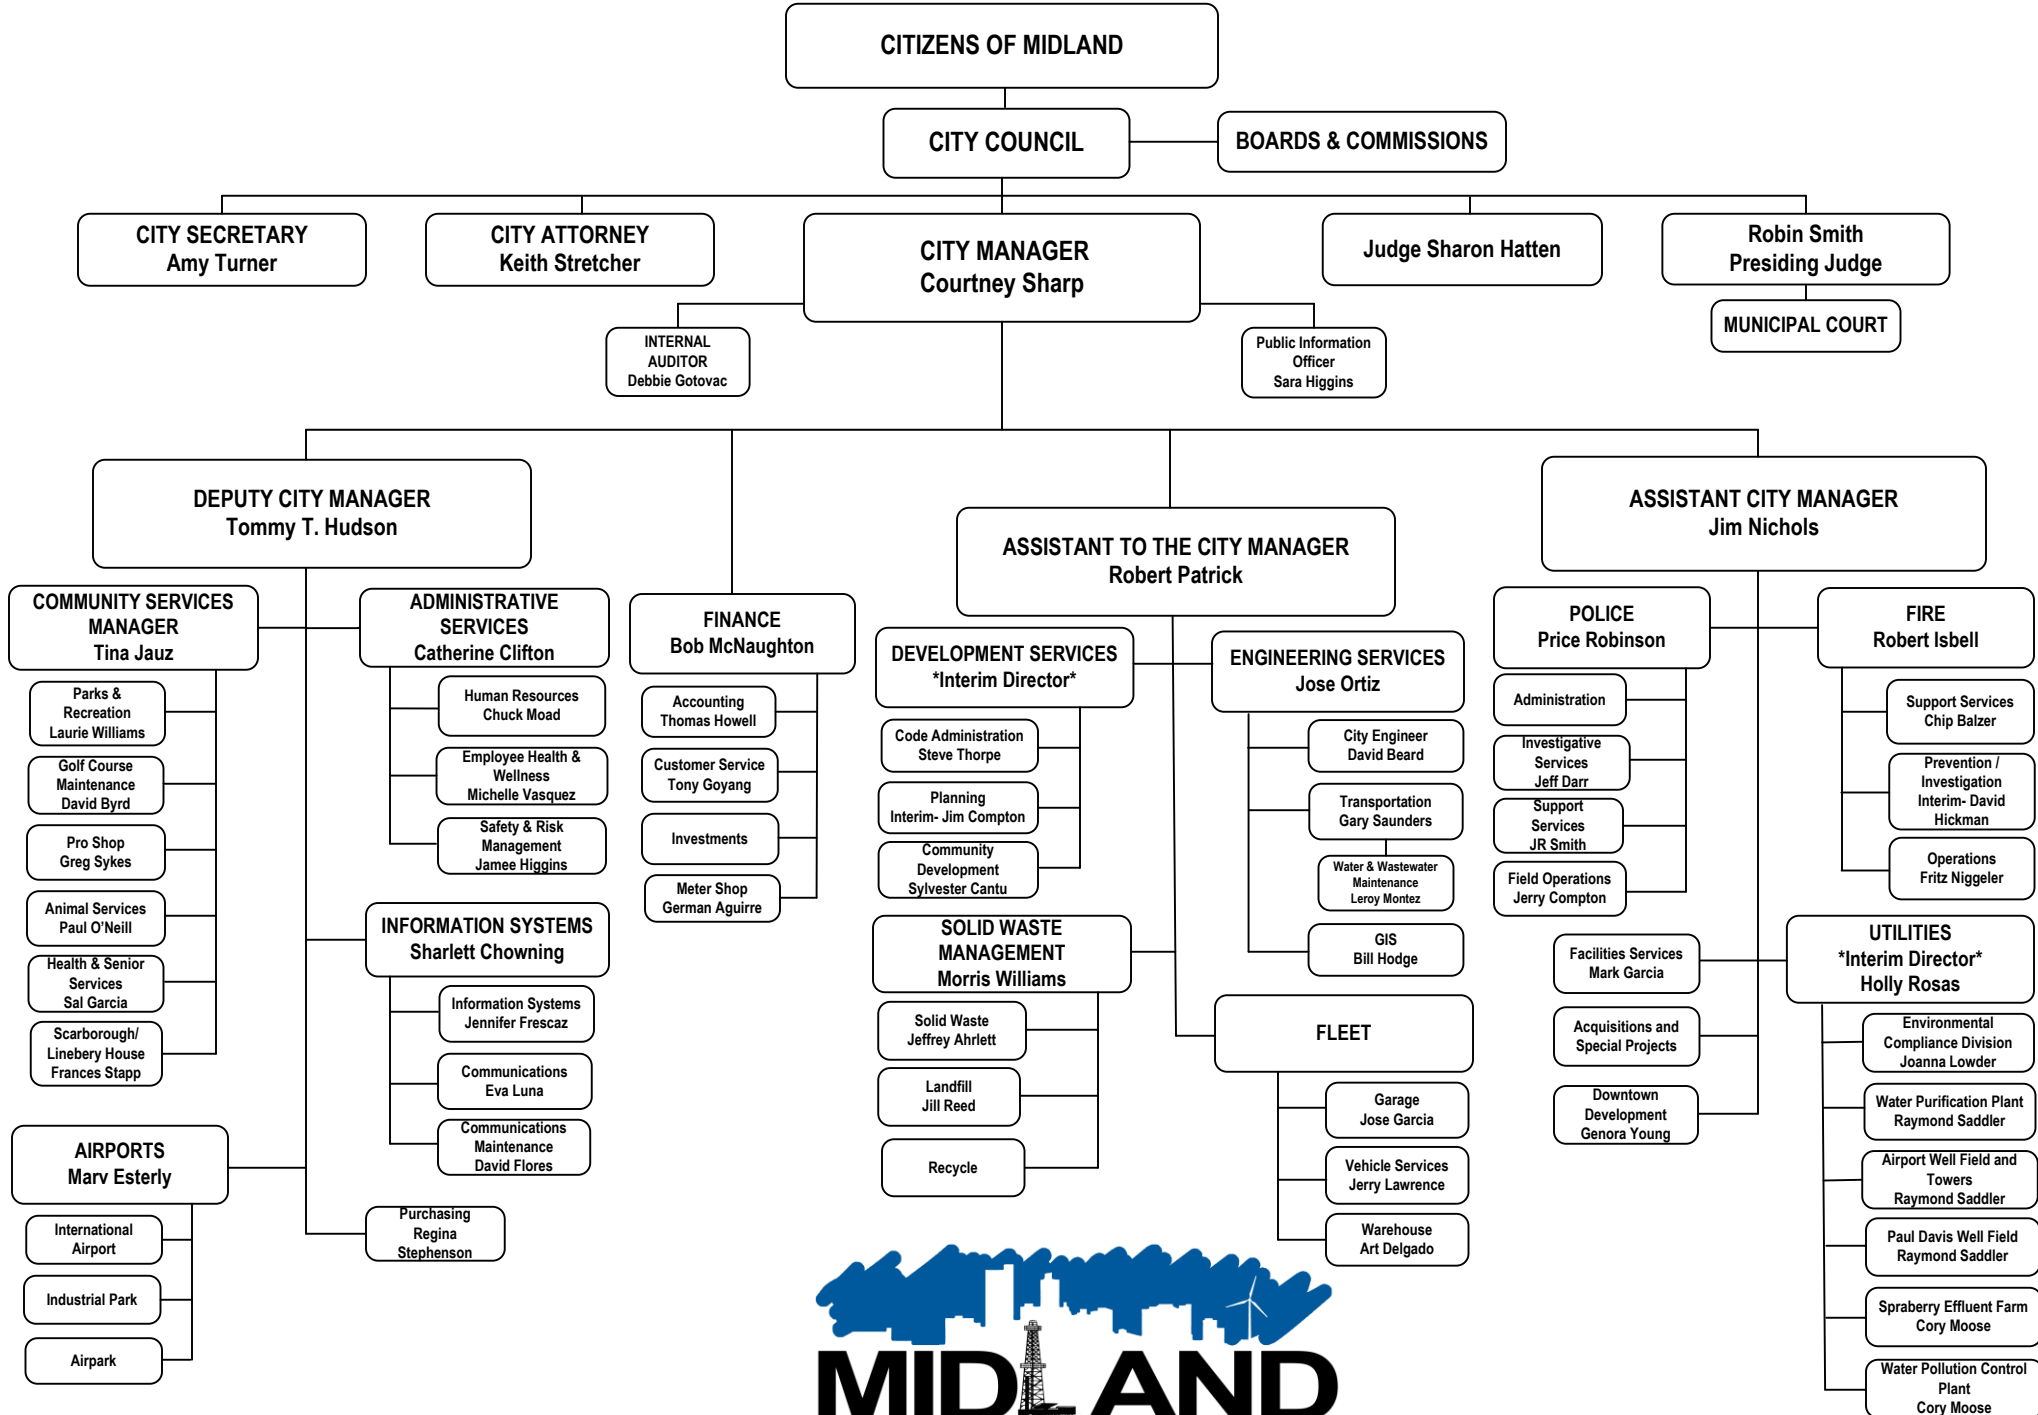 CITIZENS OF MIDLAND
CITY COUNCIL
BOARDS & COMMISSIONS
CITY SECRETARY
Amy Turner
CITY ATTORNEY
Keith Stretcher
CITY MANAGER
Courtney Sharp
Judge Sharon Hatten
Robin Smith
Presiding Judge
MUNICIPAL COURT
INTERNAL
AUDITOR
Debbie Gotovac
Public Information
Officer
Sara Higgins
DEPUTY CITY MANAGER
Tommy T. Hudson
COMMUNITY SERVICES
MANAGER
Tina Jauz
Parks &
Recreation
Laurie Williams
Golf Course
Maintenance
David Byrd
Pro Shop
Greg Sykes
Animal Services
Paul O’Neill
Health & Senior
Services
Sal Garcia
Scarborough/
Linebery House
Frances Stapp
AIRPORTS
Marv Esterly
International
Airport
Industrial Park
Airpark
ADMINISTRATIVE
SERVICES
Catherine Clifton
Human Resources
Chuck Moad
Employee Health &
Wellness
Michelle Vasquez
Safety & Risk
Management
Jamee Higgins
INFORMATION SYSTEMS
Sharlett Chowning
Information Systems
Jennifer Frescaz
Communications
Eva Luna
Communications
Maintenance
David Flores
Purchasing
Regina
Stephenson
FINANCE
Bob McNaughton
Accounting
Thomas Howell
Customer Service
Tony Goyang
Investments
Meter Shop
German Aguirre
ASSISTANT TO THE CITY MANAGER
Robert Patrick
DEVELOPMENT SERVICES
*Interim Director*
Code Administration
Steve Thorpe
Planning
Interim- Jim Compton
Community
Development
Sylvester Cantu
SOLID WASTE
MANAGEMENT
Morris Williams
Solid Waste
Jeffrey Ahrlett
Landfill
Jill Reed
Recycle
ENGINEERING SERVICES
Jose Ortiz
City Engineer
David Beard
Transportation
Gary Saunders
Water & Wastewater
Maintenance
Leroy Montez
GIS
Bill Hodge
FLEET
Garage
Jose Garcia
Vehicle Services
Jerry Lawrence
Warehouse
Art Delgado
ASSISTANT CITY MANAGER
Jim Nichols
POLICE
Price Robinson
Administration
Investigative
Services
Jeff Darr
Support
Services
JR Smith
Field Operations
Jerry Compton
Facilities Services
Mark Garcia
Acquisitions and
Special Projects
Downtown
Development
Genora Young
FIRE
Robert Isbell
Support Services
Chip Balzer
Prevention /
Investigation
Interim- David
Hickman
Operations
Fritz Niggeler
UTILITIES
*Interim Director*
Holly Rosas
Environmental
Compliance Division
Joanna Lowder
Water Purification Plant
Raymond Saddler
Airport Well Field and
Towers
Raymond Saddler
Paul Davis Well Field
Raymond Saddler
Spraberry Effluent Farm
Cory Moose
Water Pollution Control
Plant
Cory Moose
MIDLAND